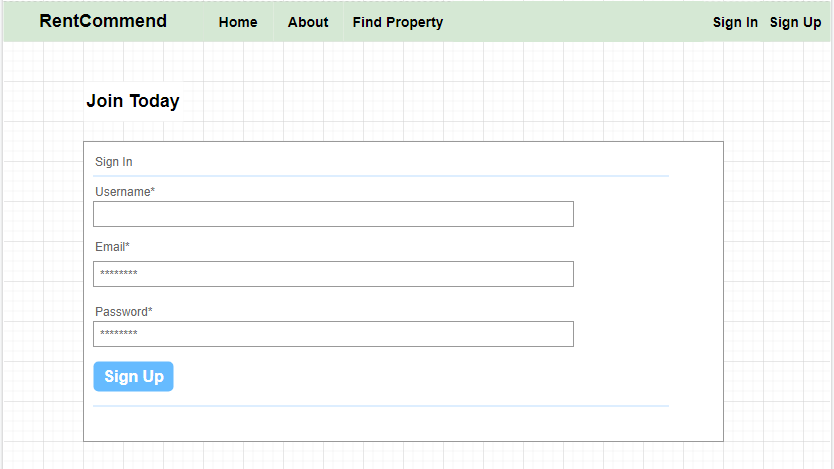 RentCommend Home About Find Property Sign In Sign Up
Join Today
Sign In
Username*
Email*
********
Password*
********
Sign Up